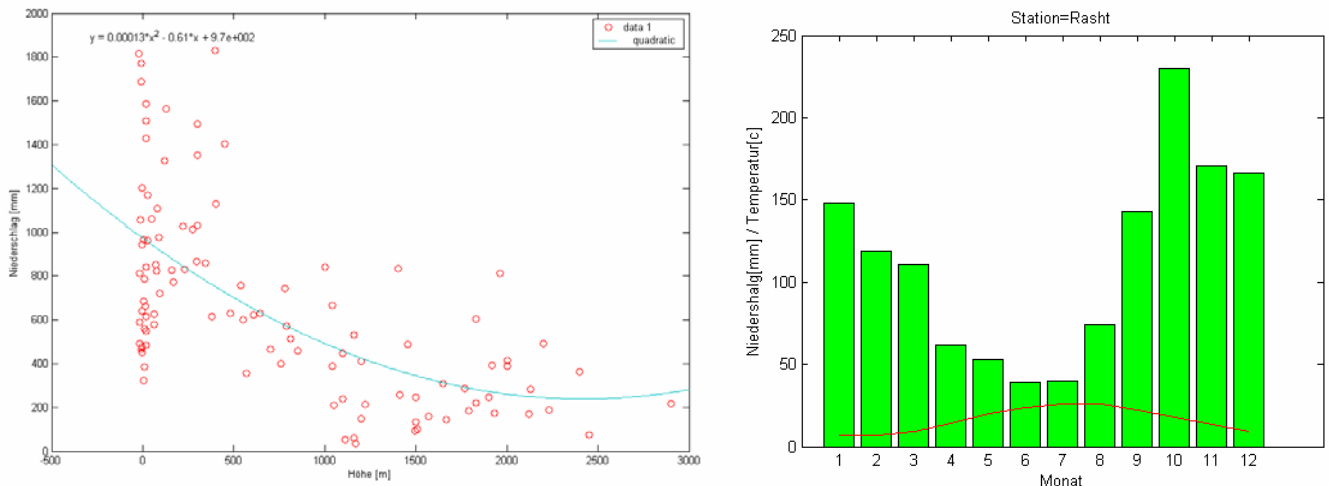 2000
1800
1600
1400
1200
1000
800
600
400
200
0
-500 0 500 1000 1500 2000 2500 3000
Höhe [m]
Niederschlag [mm]
y = 0.00013*x² - 0.61*x + 9.7e+002
data 1
quadratic
Station=Rasht
250
200
150
100
50
0
1 2 3 4 5 6 7 8 9 10 11 12
Monat
Niedershalg[mm] / Temperatur[c]